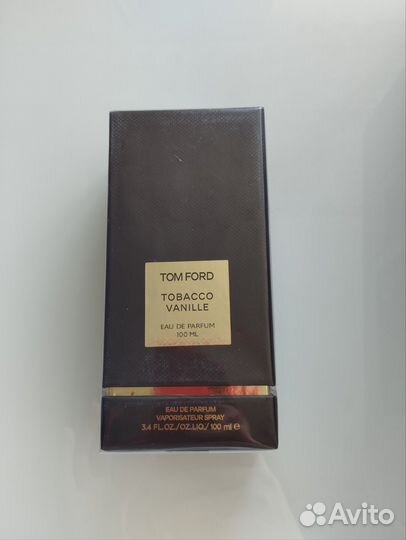 TOM FORD
TOBACCO
VANILLE
EAU DE PARFUM
100 ML
EAU DE PARFUM
VAPORISATEUR SPRAY
3.4 FL.OZ./OZ.LIQ./100 ml ℮
Avito